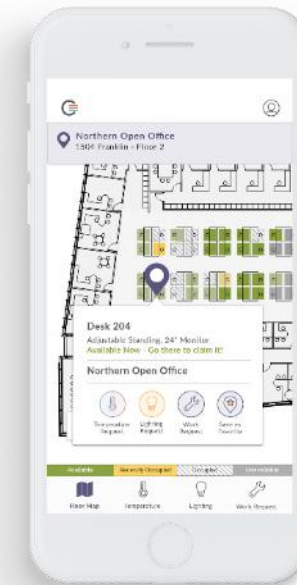 Northern Open Office
1504 Franklin - Floor 2
Desk 204
Adjustable Standing, 24" Monitor
Available Now - Go there to claim it!
Northern Open Office
Temperature
Request
Lighting
Request
Work
Request
Save as
Favorite
Available
Recently Occupied
Occupied
Unavailable
Floor Map
Temperature
Lighting
Work Request